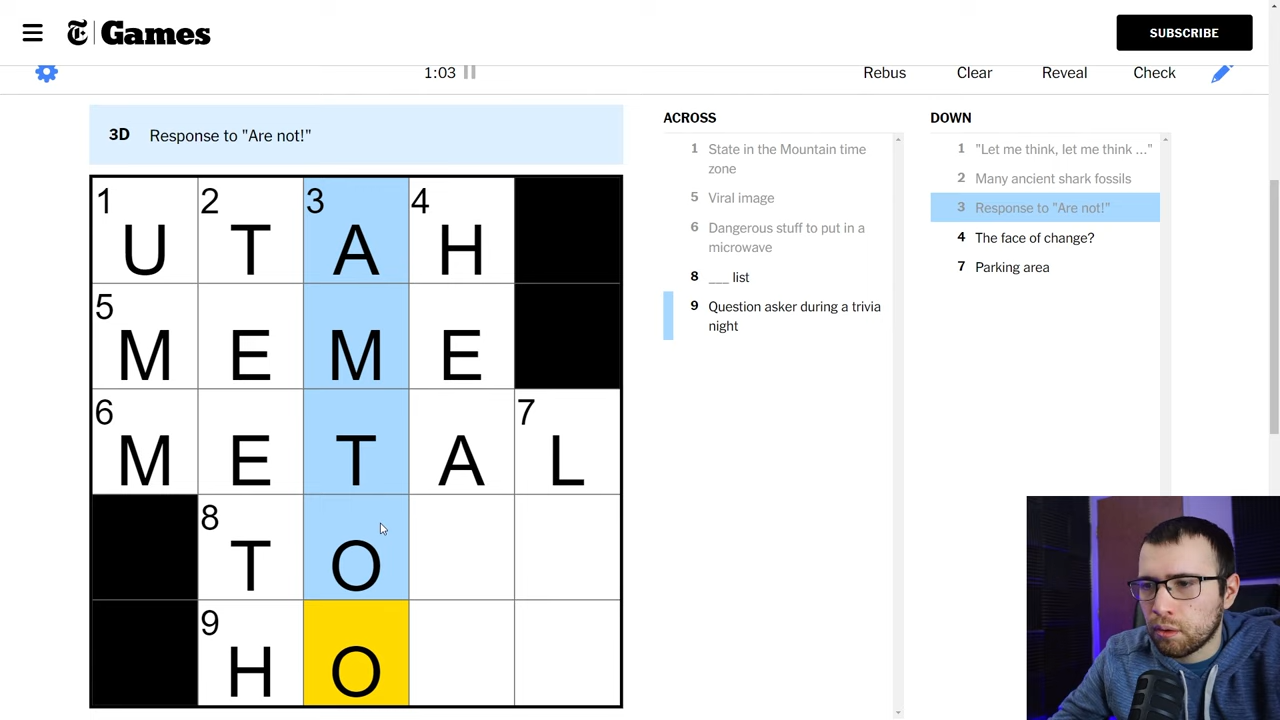 Games
SUBSCRIBE
1:03
Rebus
Clear
Reveal
Check
3D Response to "Are not!"
1 U 2 T 3 A 4 H
5 M E M E
6 M E T A 7 L
8 T O
9 H O
ACROSS
1 State in the Mountain time
zone
5 Viral image
6 Dangerous stuff to put in a
microwave
8 ___ list
9 Question asker during a trivia
night
DOWN
1 "Let me think, let me think ..."
2 Many ancient shark fossils
3 Response to "Are not!"
4 The face of change?
7 Parking area